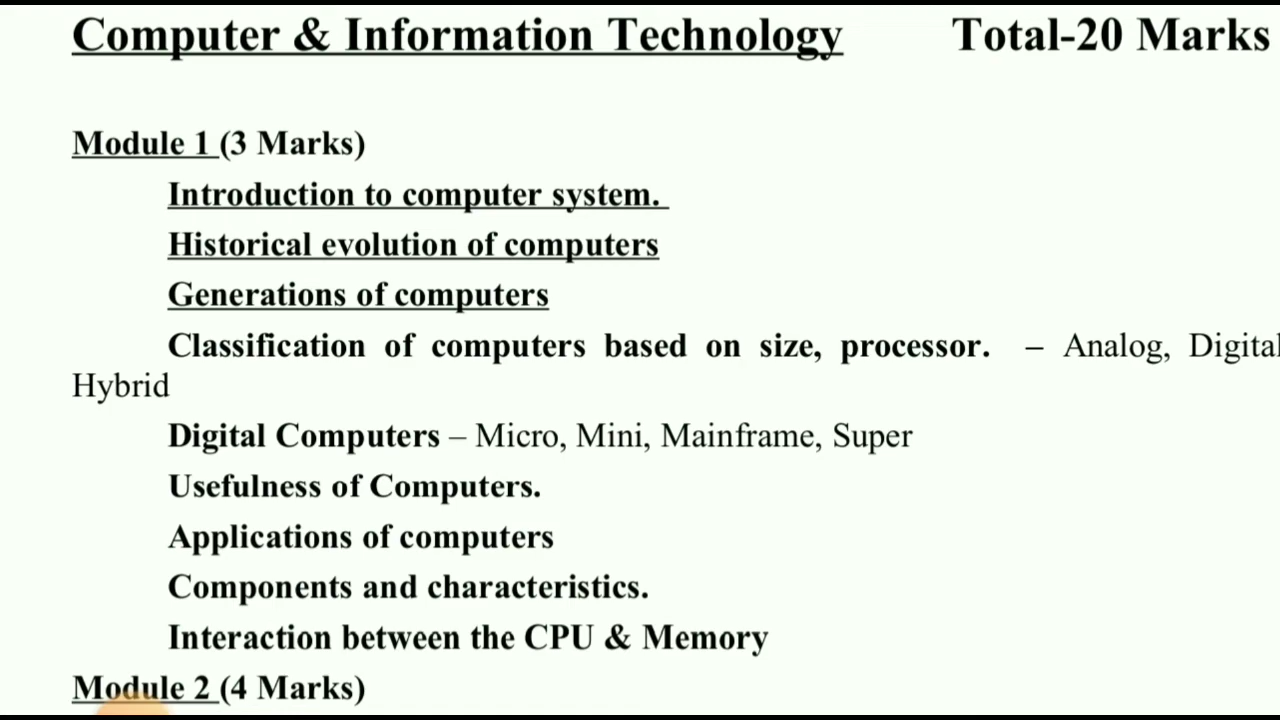 Computer & Information Technology Total-20 Marks
Module 1 (3 Marks)
Introduction to computer system.
Historical evolution of computers
Generations of computers
Classification of computers based on size, processor. – Analog, Digital
Hybrid
Digital Computers – Micro, Mini, Mainframe, Super
Usefulness of Computers.
Applications of computers
Components and characteristics.
Interaction between the CPU & Memory
Module 2 (4 Marks)